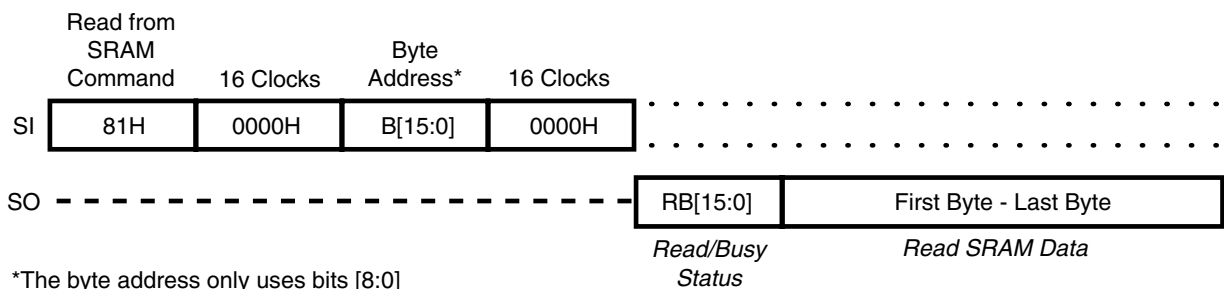 Read from
SRAM
Command
16 Clocks
Byte
Address*
16 Clocks
SI
81H
0000H
B[15:0]
0000H
SO
RB[15:0]
First Byte - Last Byte
Read/Busy
Status
Read SRAM Data
*The byte address only uses bits [8:0]